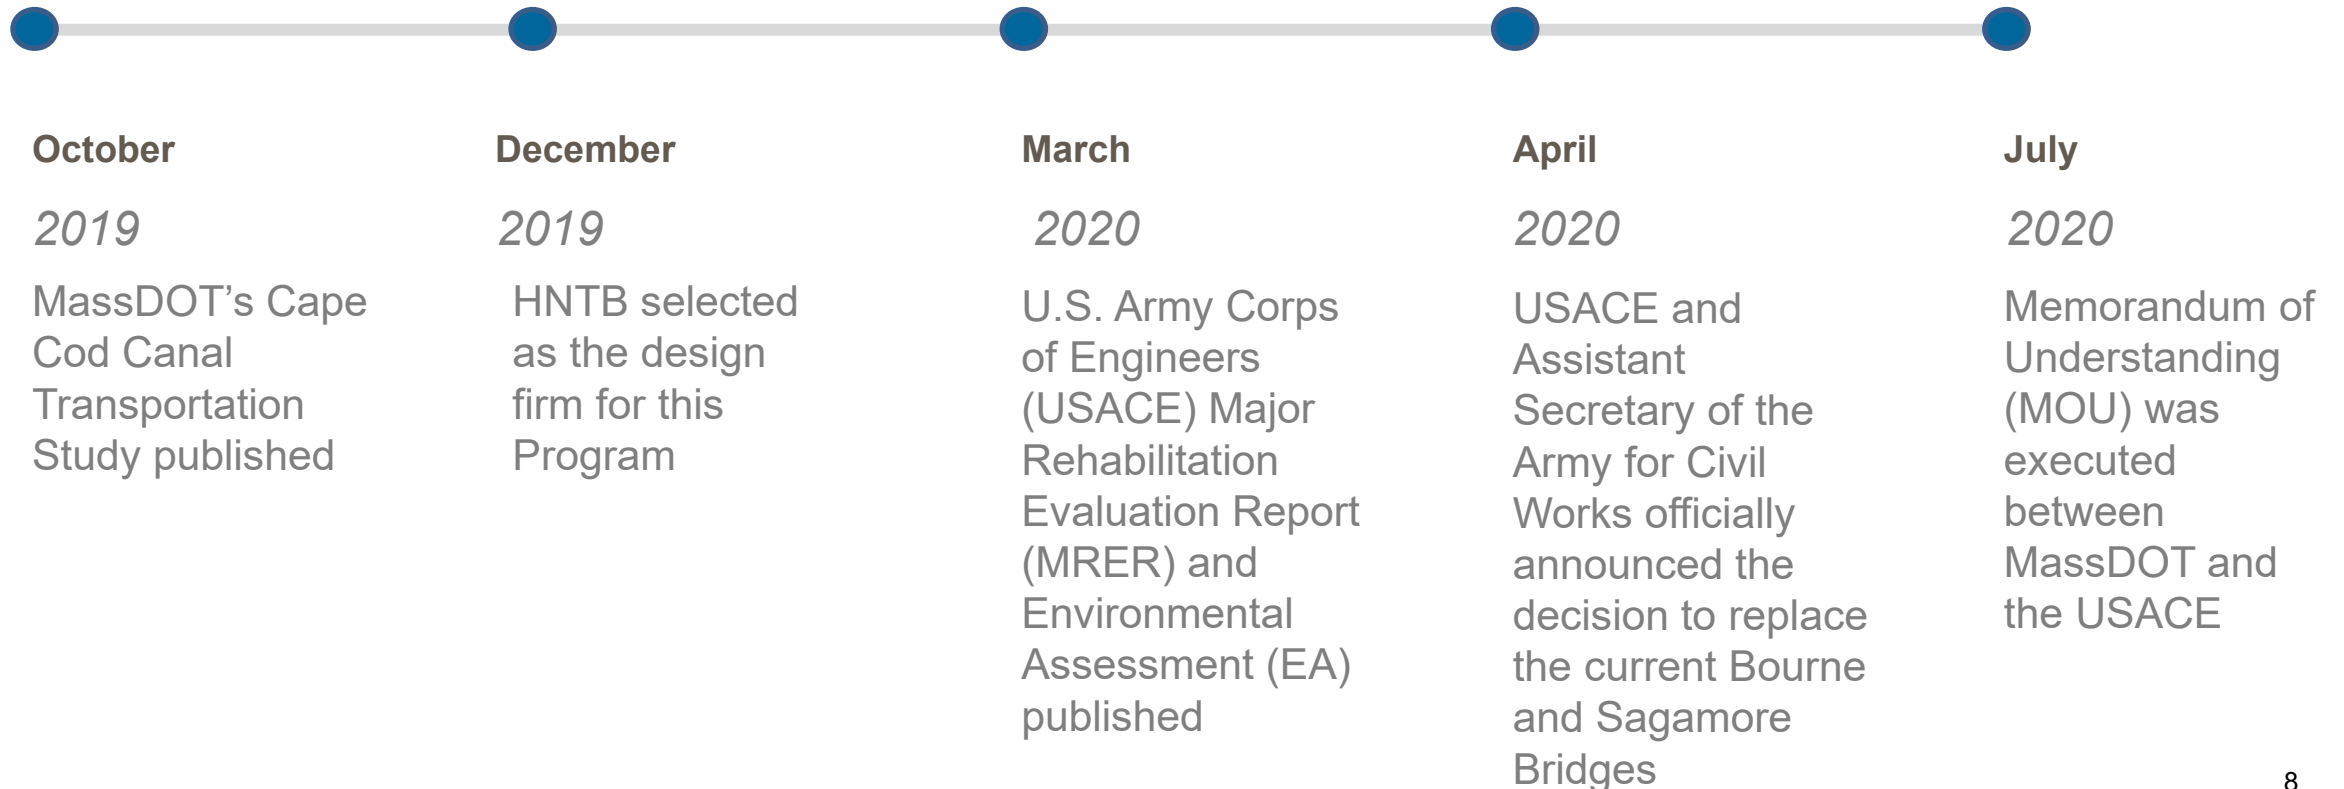 October
2019
MassDOT’s Cape
Cod Canal
Transportation
Study published
December
2019
HNTB selected
as the design
firm for this
Program
March
2020
U.S. Army Corps
of Engineers
(USACE) Major
Rehabilitation
Evaluation Report
(MRER) and
Environmental
Assessment (EA)
published
April
2020
USACE and
Assistant
Secretary of the
Army for Civil
Works officially
announced the
decision to replace
the current Bourne
and Sagamore
Bridges
July
2020
Memorandum of
Understanding
(MOU) was
executed
between
MassDOT and
the USACE
8